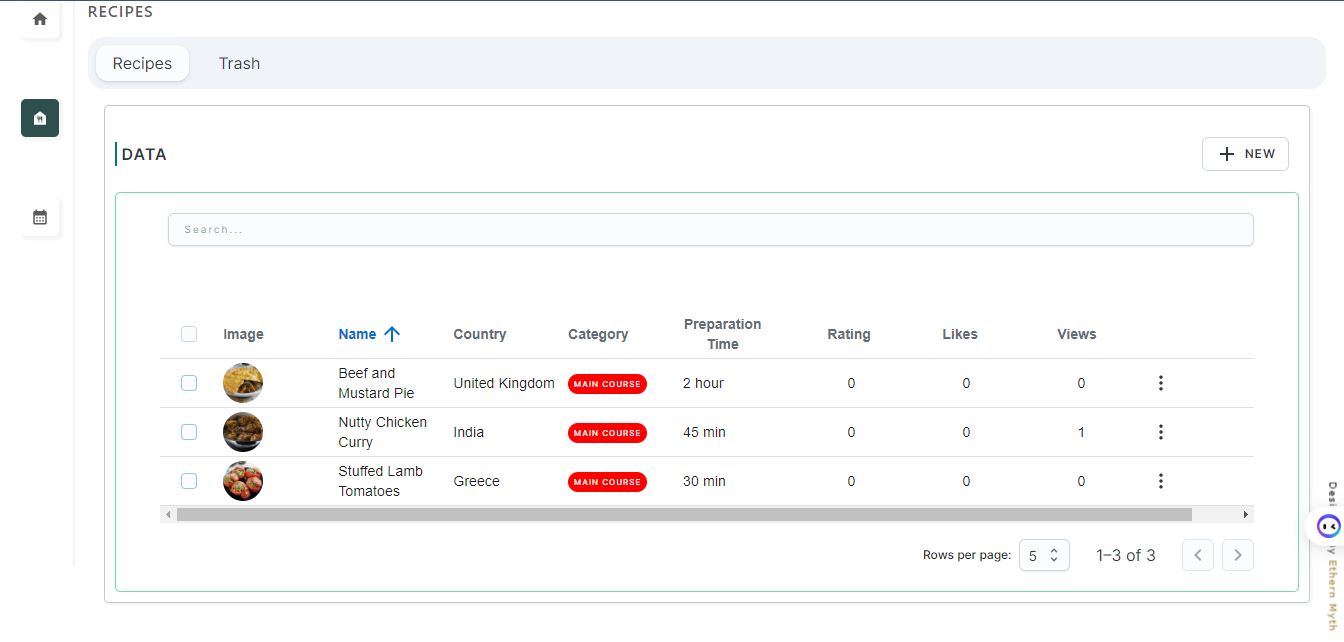 RECIPES
Recipes
Trash
DATA
NEW
Search...
Image
Name
Country
Category
Preparation
Time
Rating
Likes
Views
Beef and
Mustard Pie
United Kingdom
MAIN COURSE
2 hour
0
0
0
Nutty Chicken
Curry
India
MAIN COURSE
45 min
0
0
1
Stuffed Lamb
Tomatoes
Greece
MAIN COURSE
30 min
0
0
0
Rows per page:
5
1–3 of 3
Ethern Myth